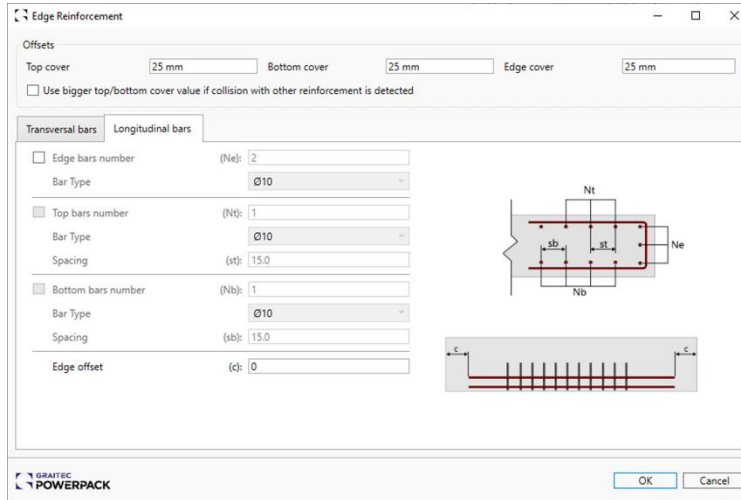 Edge Reinforcement
Offsets
Top cover 25 mm Bottom cover 25 mm Edge cover 25 mm
Use bigger top/bottom cover value if collision with other reinforcement is detected
Transversal bars Longitudinal bars
Edge bars number (Ne): 2
Bar Type Ø10
Top bars number (Nt): 1
Bar Type Ø10
Spacing (st): 15.0
Bottom bars number (Nb): 1
Bar Type Ø10
Spacing (sb): 15.0
Edge offset (c): 0
Nt
sb st Ne
Nb
c c
GRAITEC
POWERPACK
OK Cancel